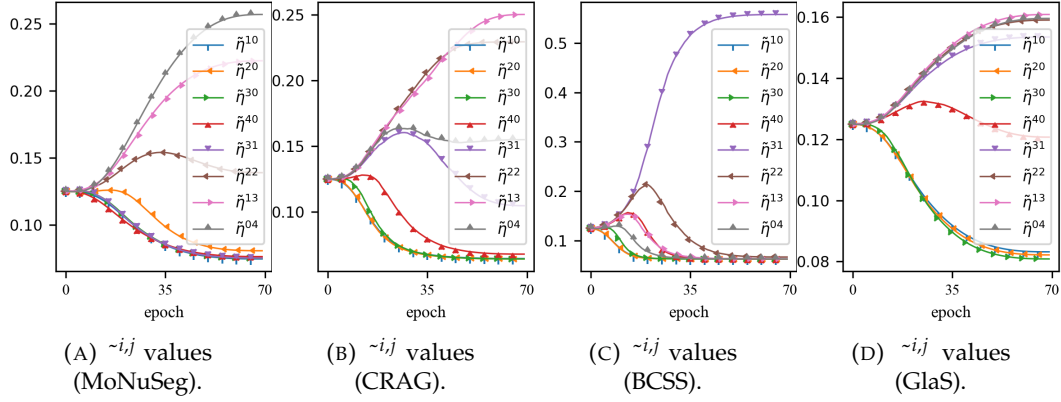 0.25
0.20
0.15
0.10
0
35
70
epoch
η̃¹⁰
η̃²⁰
η̃³⁰
η̃⁴⁰
η̃³¹
η̃²²
η̃¹³
η̃⁰⁴
(A) ~i,j values
(MoNuSeg).
0.25
0.20
0.15
0.10
0
35
70
epoch
η̃¹⁰
η̃²⁰
η̃³⁰
η̃⁴⁰
η̃³¹
η̃²²
η̃¹³
η̃⁰⁴
(B) ~i,j values
(CRAG).
0.5
0.4
0.3
0.2
0.1
0
35
70
epoch
η̃¹⁰
η̃²⁰
η̃³⁰
η̃⁴⁰
η̃³¹
η̃²²
η̃¹³
η̃⁰⁴
(C) ~i,j values
(BCSS).
0.16
0.14
0.12
0.10
0.08
0
35
70
epoch
η̃¹⁰
η̃²⁰
η̃³⁰
η̃⁴⁰
η̃³¹
η̃²²
η̃¹³
η̃⁰⁴
(D) ~i,j values
(GlaS).